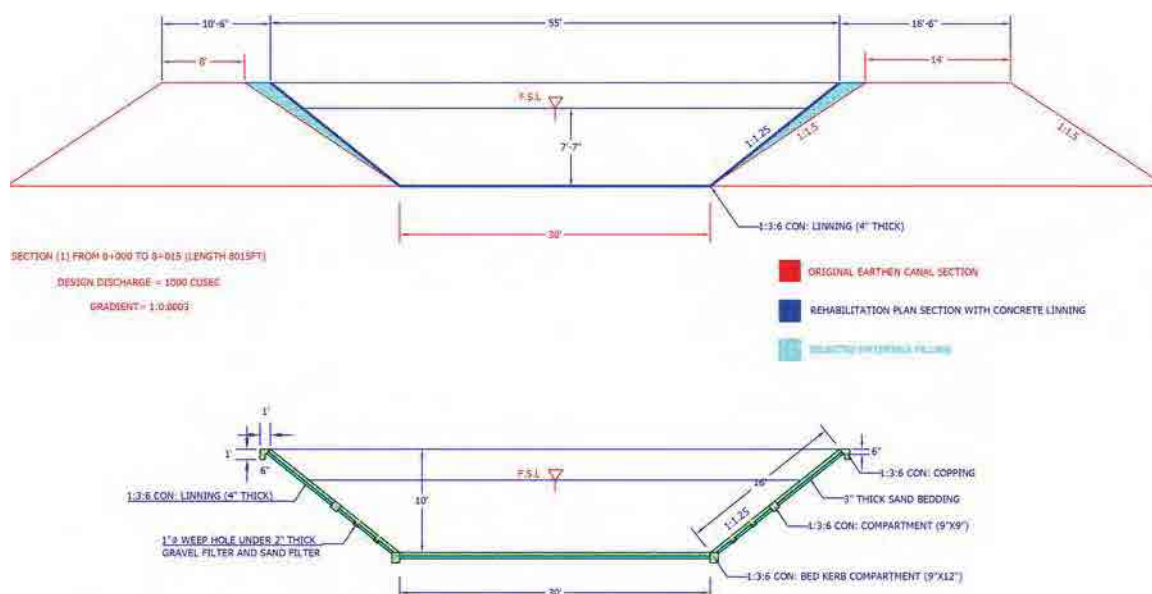 10'-6"
55'
16'-6"
8'
14'
F.S.L
7'-7"
1:1.25
1:1.5
1:1.5
30'
1:3:6 CON: LINNING (4" THICK)
SECTION (1) FROM 0+000 TO 8+015 (LENGTH 8015FT)
DESIGN DISCHARGE = 1000 CUSEC
GRADIENT= 1:0.0003
ORIGINAL EARTHEN CANAL SECTION
REHABILITATION PLAN SECTION WITH CONCRETE LINNING
SELECTED MATERIALS FILLING
1'
1'
6"
F.S.L
10'
16'
1:1.25
6"
1:3:6 CON: COPPING
1:3:6 CON: LINNING (4" THICK)
3" THICK SAND BEDDING
1:3:6 CON: COMPARTMENT (9"X9")
1"ø WEEP HOLE UNDER 2" THICK
GRAVEL FILTER AND SAND FILTER
1:3:6 CON: BED KERB COMPARTMENT (9"X12")
30'